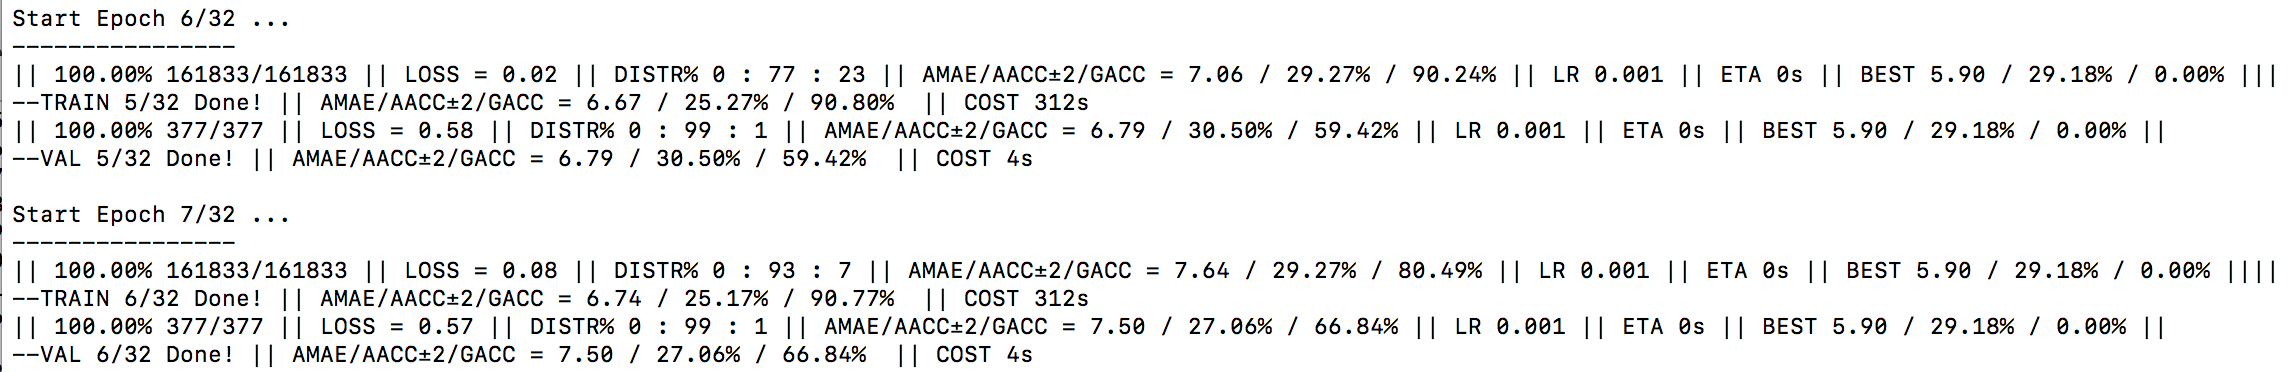 Start Epoch 6/32 ...
----------------
|| 100.00% 161833/161833 || LOSS = 0.02 || DISTR% 0 : 77 : 23 || AMAE/AACC±2/GACC = 7.06 / 29.27% / 90.24% || LR 0.001 || ETA 0s || BEST 5.90 / 29.18% / 0.00% |||
--TRAIN 5/32 Done! || AMAE/AACC±2/GACC = 6.67 / 25.27% / 90.80%  || COST 312s
|| 100.00% 377/377 || LOSS = 0.58 || DISTR% 0 : 99 : 1 || AMAE/AACC±2/GACC = 6.79 / 30.50% / 59.42% || LR 0.001 || ETA 0s || BEST 5.90 / 29.18% / 0.00% ||
--VAL 5/32 Done! || AMAE/AACC±2/GACC = 6.79 / 30.50% / 59.42%  || COST 4s
Start Epoch 7/32 ...
----------------
|| 100.00% 161833/161833 || LOSS = 0.08 || DISTR% 0 : 93 : 7 || AMAE/AACC±2/GACC = 7.64 / 29.27% / 80.49% || LR 0.001 || ETA 0s || BEST 5.90 / 29.18% / 0.00% ||||
--TRAIN 6/32 Done! || AMAE/AACC±2/GACC = 6.74 / 25.17% / 90.77%  || COST 312s
|| 100.00% 377/377 || LOSS = 0.57 || DISTR% 0 : 99 : 1 || AMAE/AACC±2/GACC = 7.50 / 27.06% / 66.84% || LR 0.001 || ETA 0s || BEST 5.90 / 29.18% / 0.00% ||
--VAL 6/32 Done! || AMAE/AACC±2/GACC = 7.50 / 27.06% / 66.84%  || COST 4s